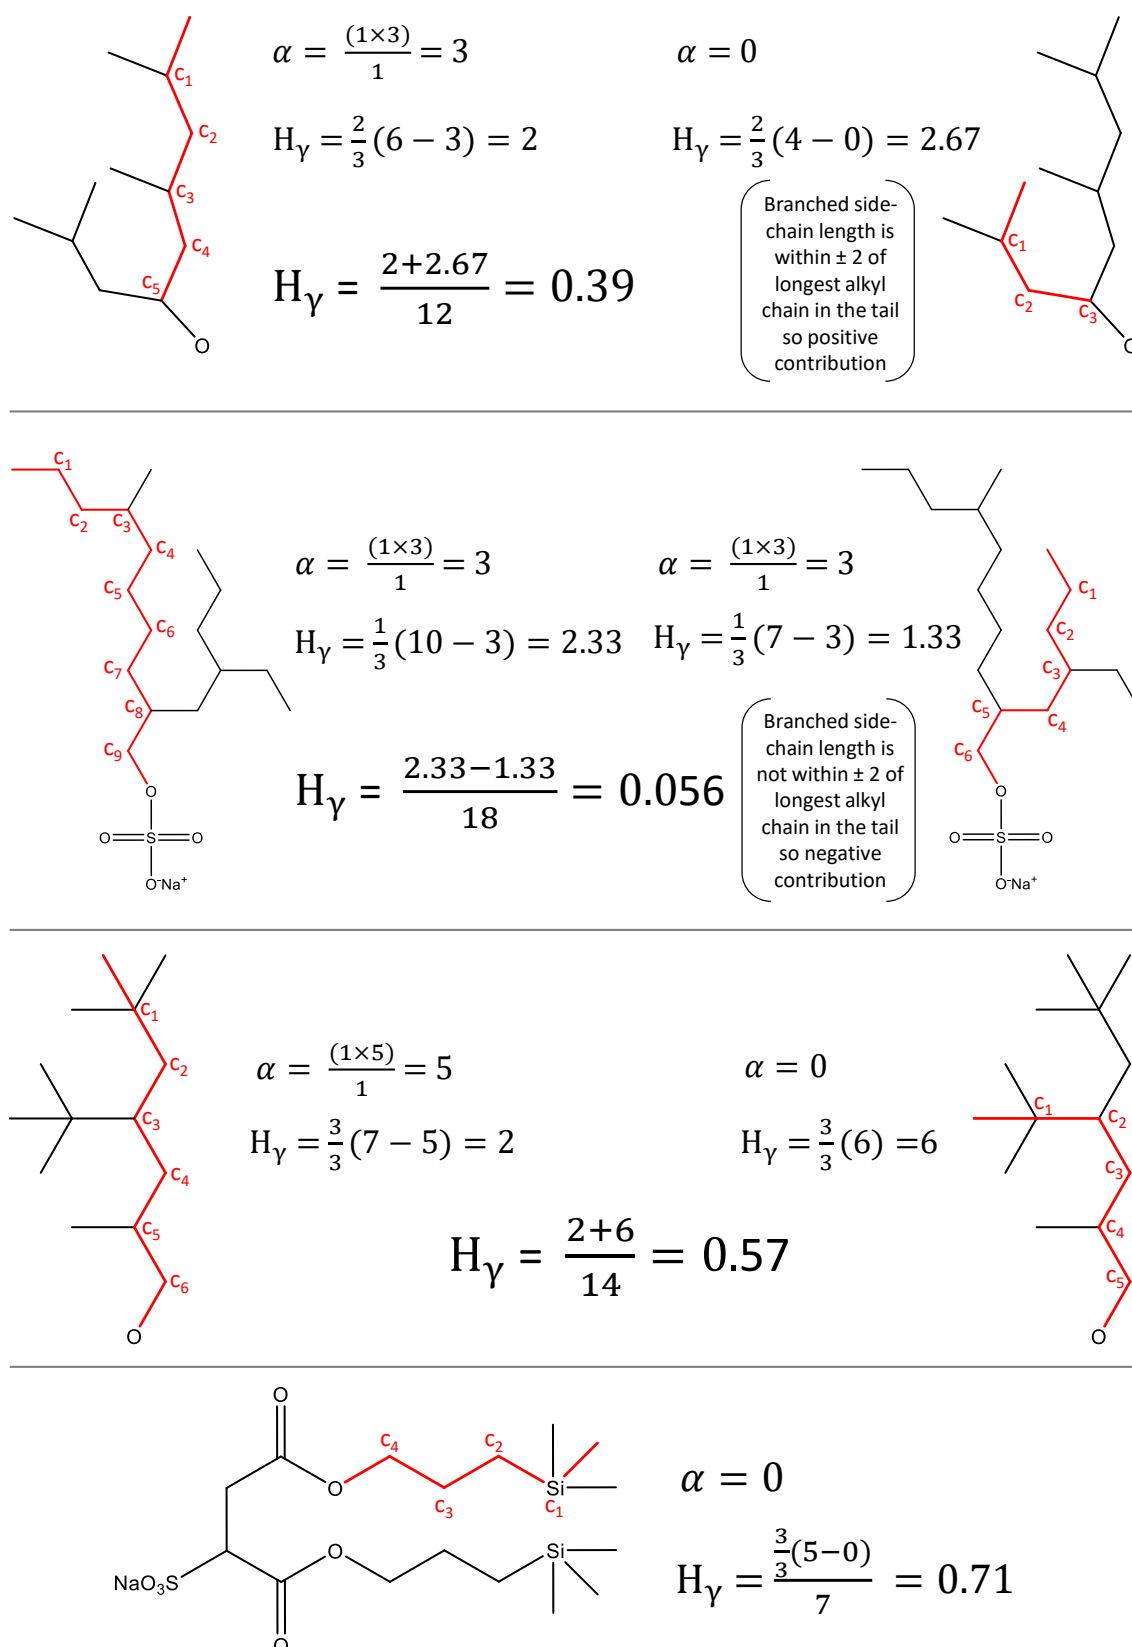 α = (1×3)/1 = 3
H_γ = 2/3 (6 − 3) = 2
H_γ = (2+2.67)/12 = 0.39
C₁
C₂
C₃
C₄
C₅
O
α = 0
H_γ = 2/3 (4 − 0) = 2.67
Branched side-
chain length is
within ± 2 of
longest alkyl
chain in the tail
so positive
contribution
C₁
C₂
C₃
O
C₁
C₂
C₃
C₄
C₅
C₆
C₇
C₈
C₉
O
O=S=O
O⁻Na⁺
α = (1×3)/1 = 3
H_γ = 1/3 (10 − 3) = 2.33
H_γ = (2.33−1.33)/18 = 0.056
α = (1×3)/1 = 3
H_γ = 1/3 (7 − 3) = 1.33
Branched side-
chain length is
not within ± 2 of
longest alkyl
chain in the tail
so negative
contribution
C₁
C₂
C₃
C₄
C₅
C₆
O
O=S=O
O⁻Na⁺
C₁
C₂
C₃
C₄
C₅
C₆
O
α = (1×5)/1 = 5
H_γ = 3/3 (7 − 5) = 2
α = 0
H_γ = 3/3 (6) =6
H_γ = (2+6)/14 = 0.57
C₁
C₂
C₃
C₄
C₅
O
O
C₄
C₂
O
C₃
Si
C₁
O
Si
NaO₃S
O
α = 0
H_γ = (3/3 (5−0))/7 = 0.71